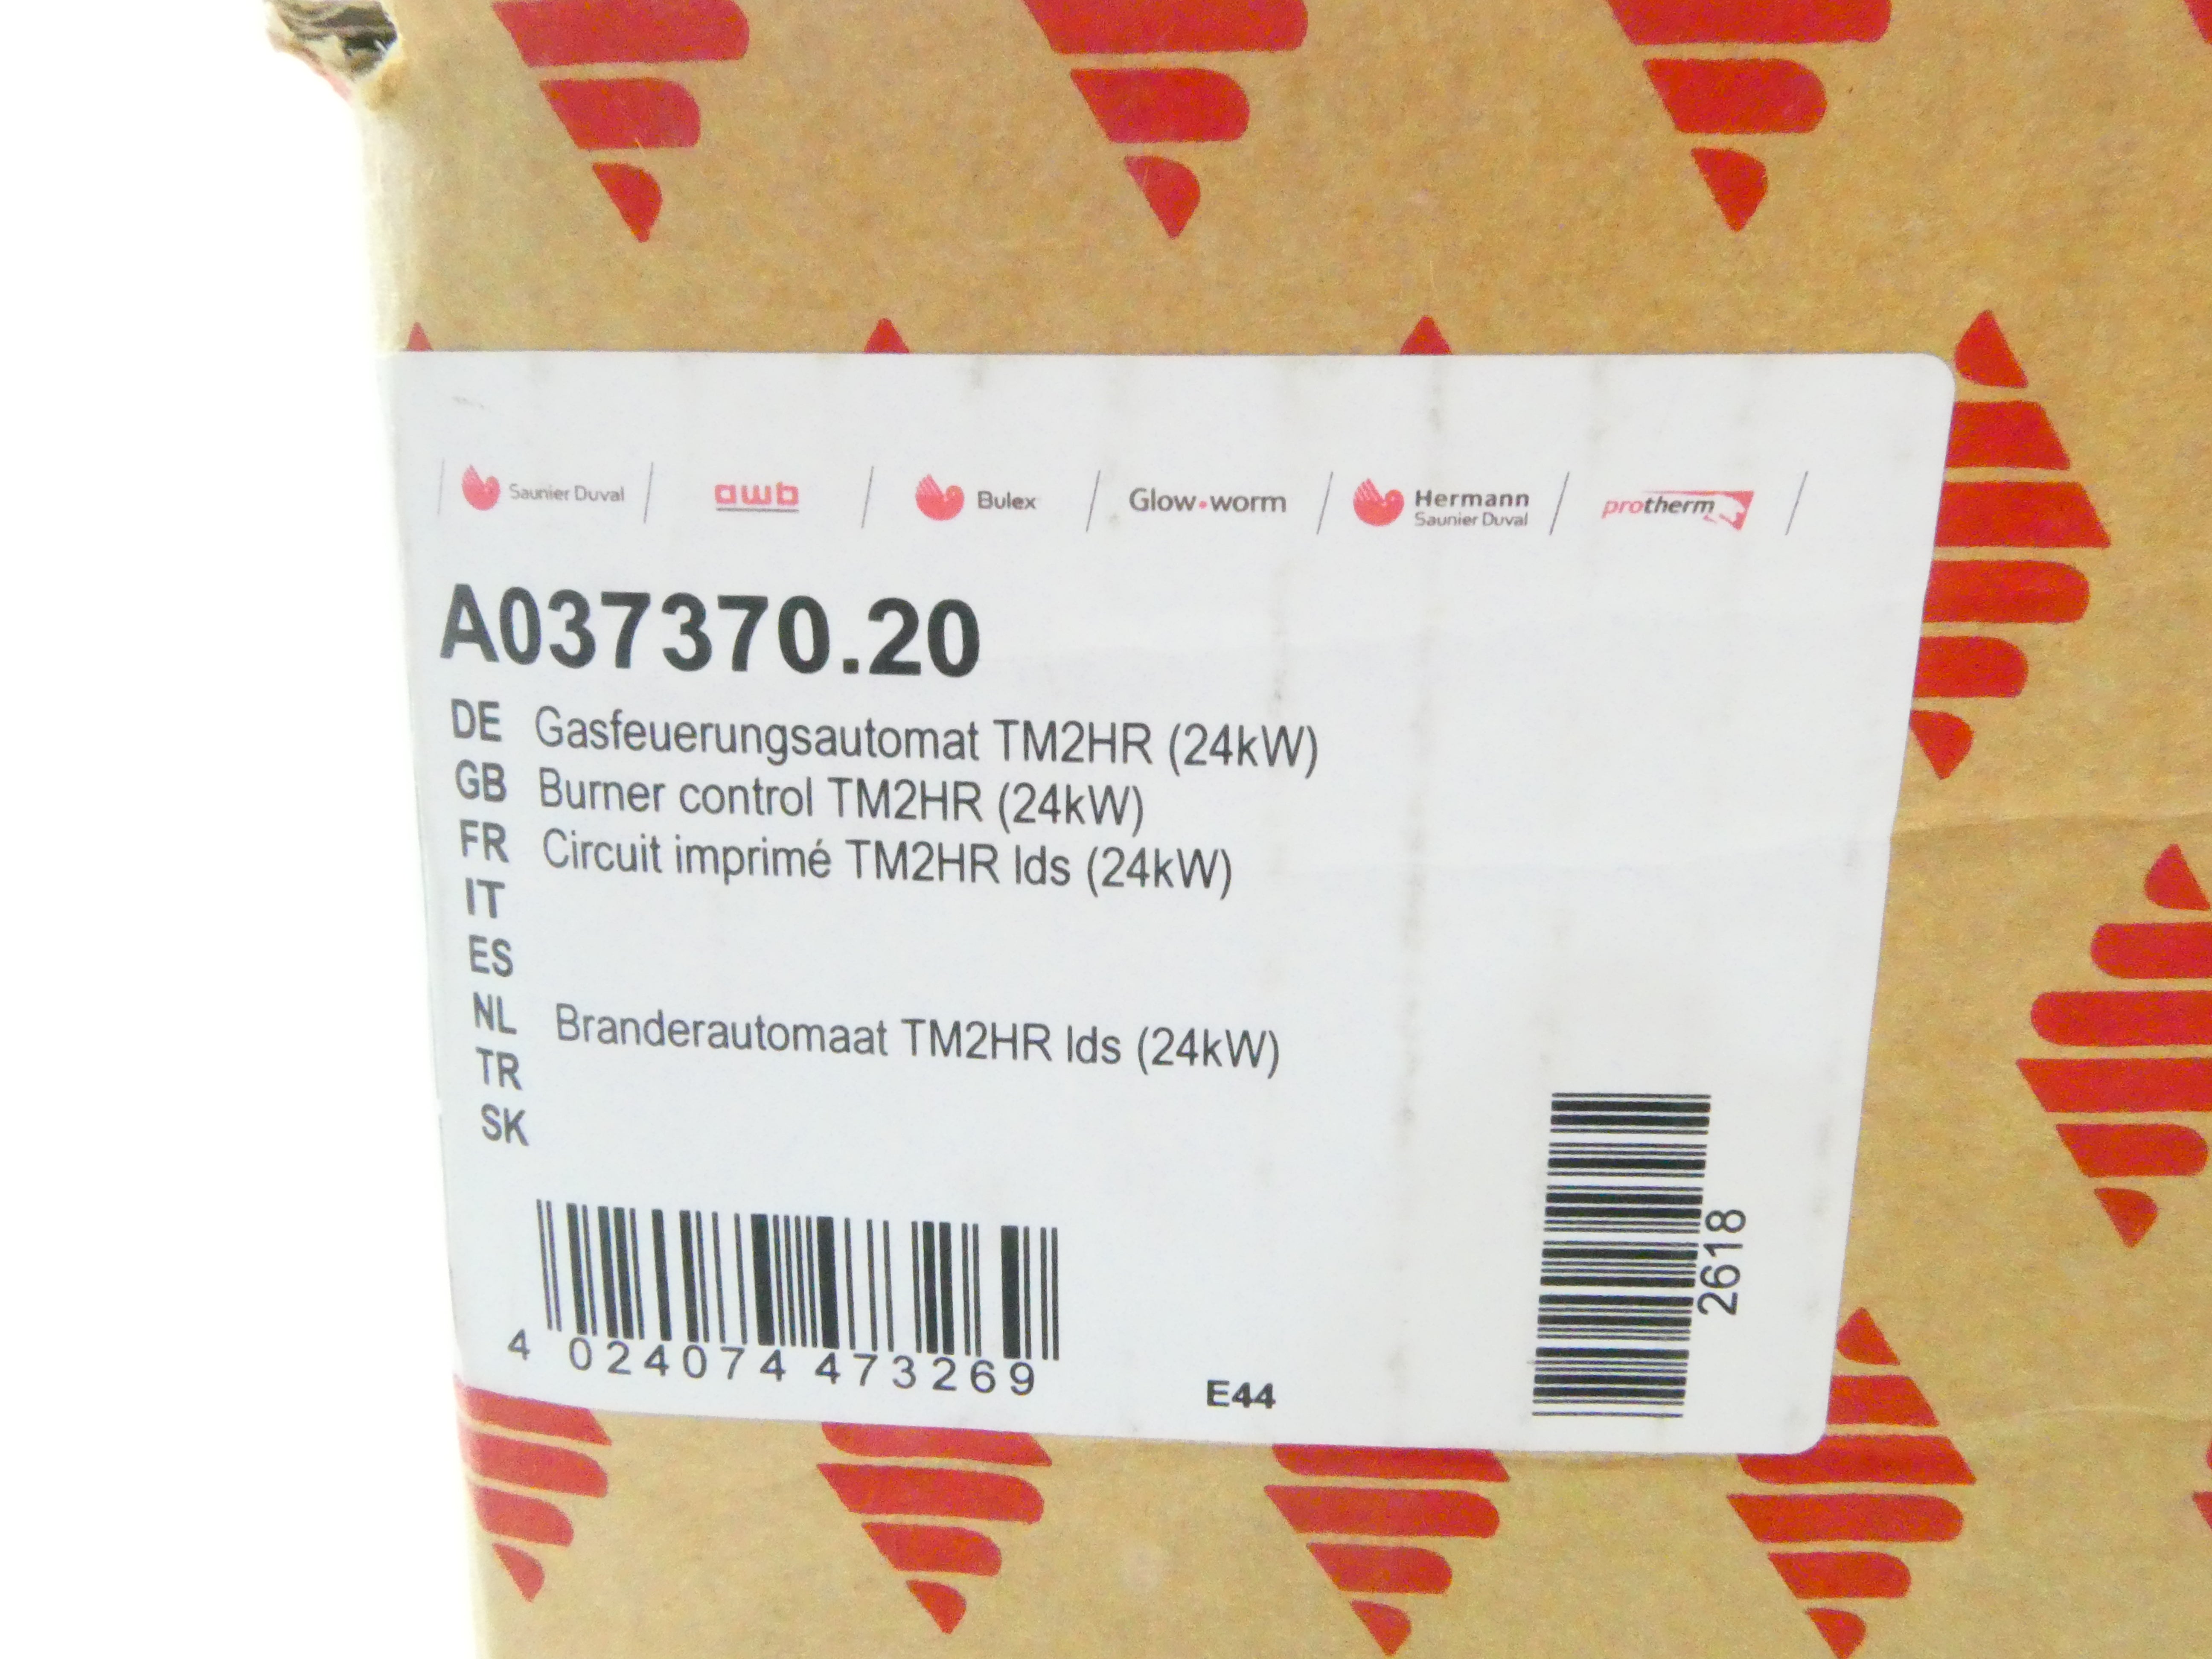 Saunier Duval awb Bulex Glow•worm Hermann Saunier Duval protherm
A037370.20
DE Gasfeuerungsautomat TM2HR (24kW)
GB Burner control TM2HR (24kW)
FR Circuit imprimé TM2HR lds (24kW)
IT
ES
NL Branderautomaat TM2HR lds (24kW)
TR
SK
4 024074 473269
E44
2618